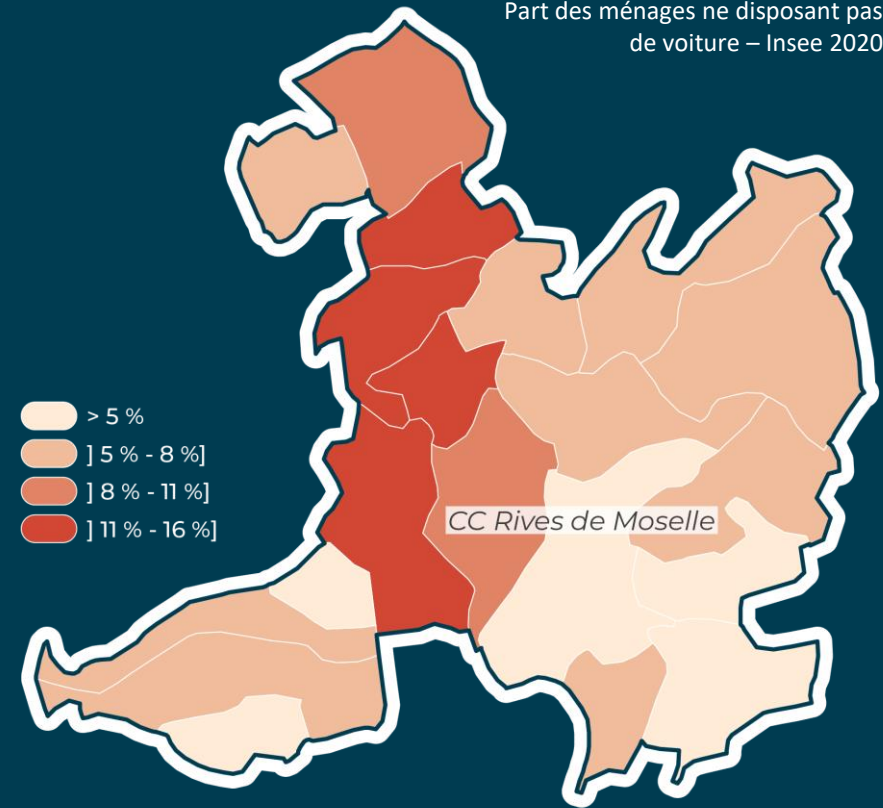 Part des ménages ne disposant pas
de voiture – Insee 2020
> 5 %
] 5 % - 8 %]
] 8 % - 11 %]
] 11 % - 16 %]
CC Rives de Moselle